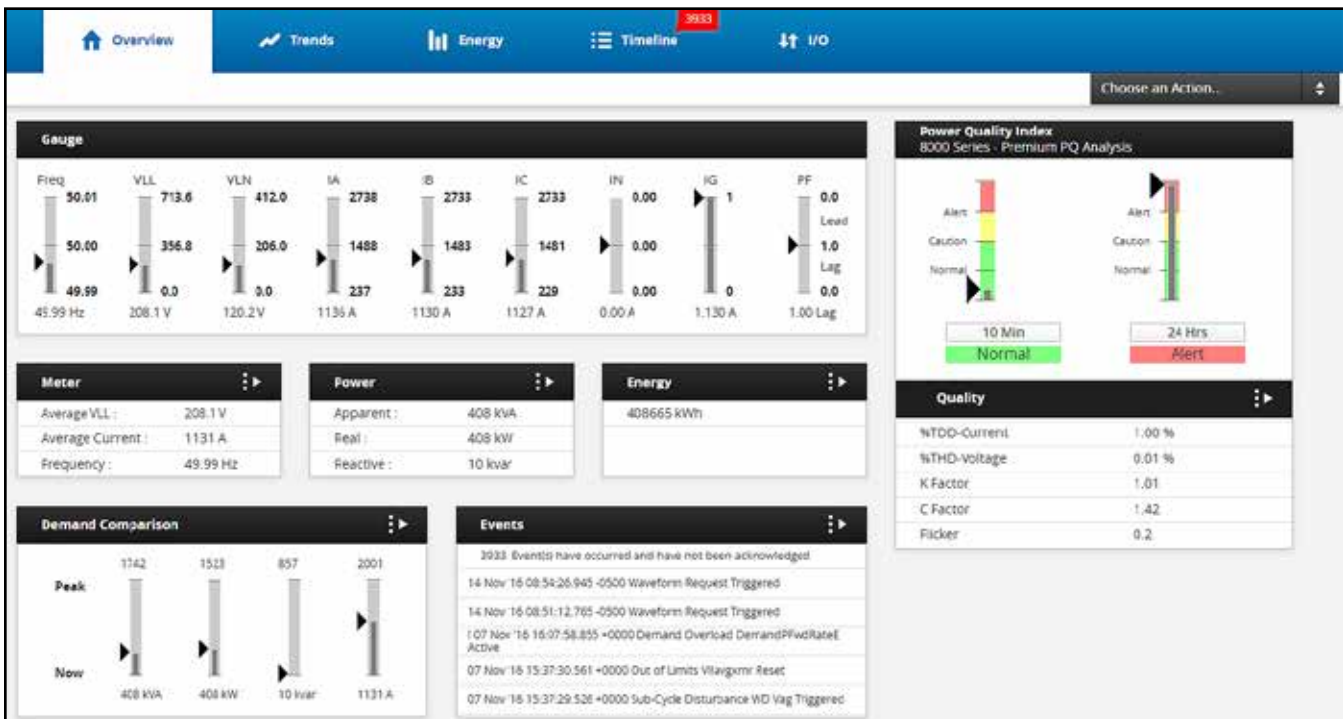 Overview
Trends
Energy
3933
Timeline
I/O
Choose an Action...
Gauge
Freq VLL VLN IA IB IC IN IG PF
50.01 713.6 412.0 2738 2733 2733 0.00 1 0.0
Lead
50.00 356.8 206.0 1488 1483 1481 0.00 1.0
Lag
49.99 0.0 0.0 237 233 229 0.00 0 0.0
49.99 Hz 208.1 V 120.2 V 1136 A 1130 A 1127 A 0.00 A 1.130 A 1.00 Lag
Power Quality Index
8000 Series - Premium PQ Analysis
Alert Alert
Caution Caution
Normal Normal
10 Min 24 Hrs
Normal Alert
Meter
Average VLL : 208.1 V
Average Current : 1131 A
Frequency : 49.99 Hz
Power
Apparent : 408 kVA
Real : 408 kW
Reactive : 10 kvar
Energy
408665 kWh
Quality
%TDD-Current 1.00 %
%THD-Voltage 0.01 %
K Factor 1.01
C Factor 1.42
Flicker 0.2
Demand Comparison
1742 1523 857 2001
Peak
Now
408 kVA 408 kW 10 kvar 1131 A
Events
3933 Event(s) have occurred and have not been acknowledged
14 Nov '16 08:54:26.945 -0500 Waveform Request Triggered
14 Nov '16 08:51:12.765 -0500 Waveform Request Triggered
07 Nov '16 16:07:58.855 +0000 Demand Overload DemandPFwdRateE
Active
07 Nov '16 15:37:30.561 +0000 Out of Limits Vllavgxmr Reset
07 Nov '16 15:37:29.526 +0000 Sub-Cycle Disturbance WD Vag Triggered